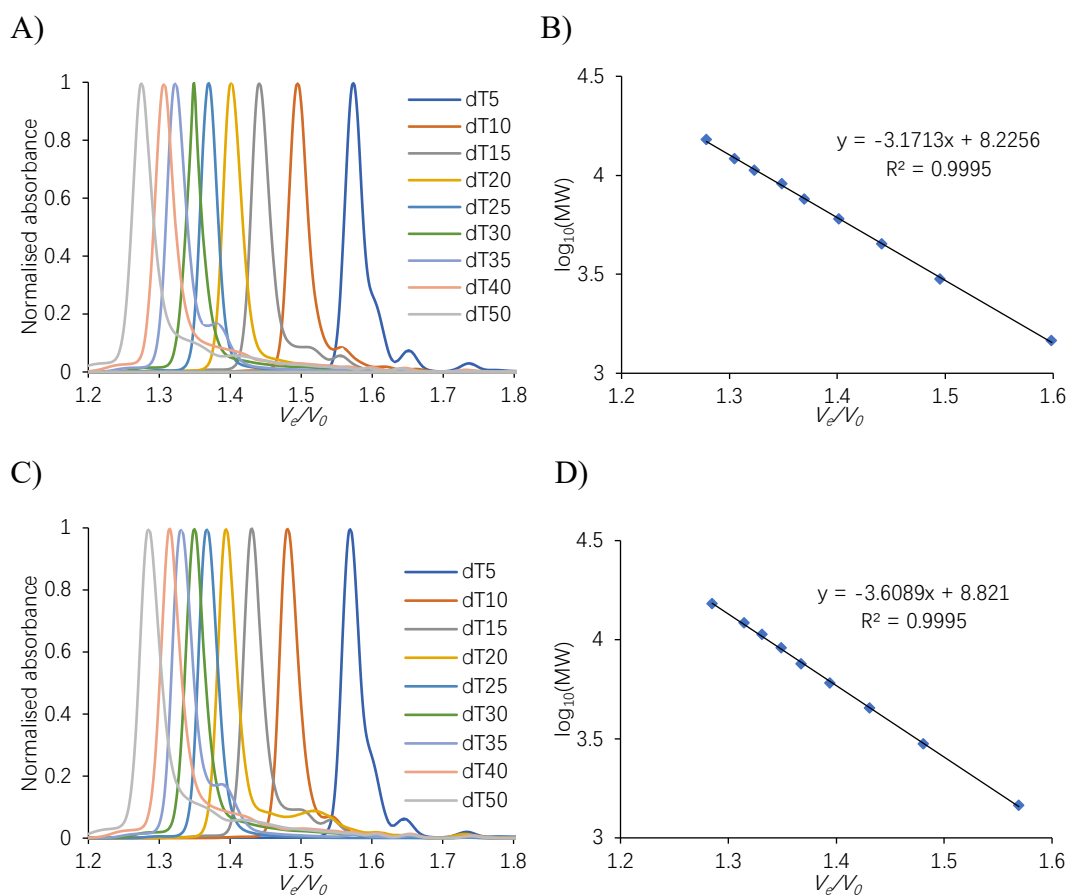 A)
Normalised absorbance
1
0.8
0.6
0.4
0.2
0
1.2 1.3 1.4 1.5 1.6 1.7 1.8
Ve/V0
dT5
dT10
dT15
dT20
dT25
dT30
dT35
dT40
dT50
B)
log10(MW)
4.5
4
3.5
3
1.2 1.3 1.4 1.5 1.6
Ve/V0
y = -3.1713x + 8.2256
R² = 0.9995
C)
Normalised absorbance
1
0.8
0.6
0.4
0.2
0
1.2 1.3 1.4 1.5 1.6 1.7 1.8
Ve/V0
dT5
dT10
dT15
dT20
dT25
dT30
dT35
dT40
dT50
D)
log10(MW)
4.5
4
3.5
3
1.2 1.3 1.4 1.5 1.6
Ve/V0
y = -3.6089x + 8.821
R² = 0.9995